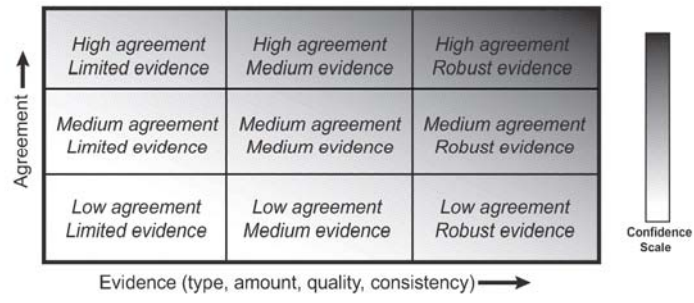 High agreement
Limited evidence
High agreement
Medium evidence
High agreement
Robust evidence
Medium agreement
Limited evidence
Medium agreement
Medium evidence
Medium agreement
Robust evidence
Low agreement
Limited evidence
Low agreement
Medium evidence
Low agreement
Robust evidence
Agreement
Evidence (type, amount, quality, consistency)
Confidence
Scale